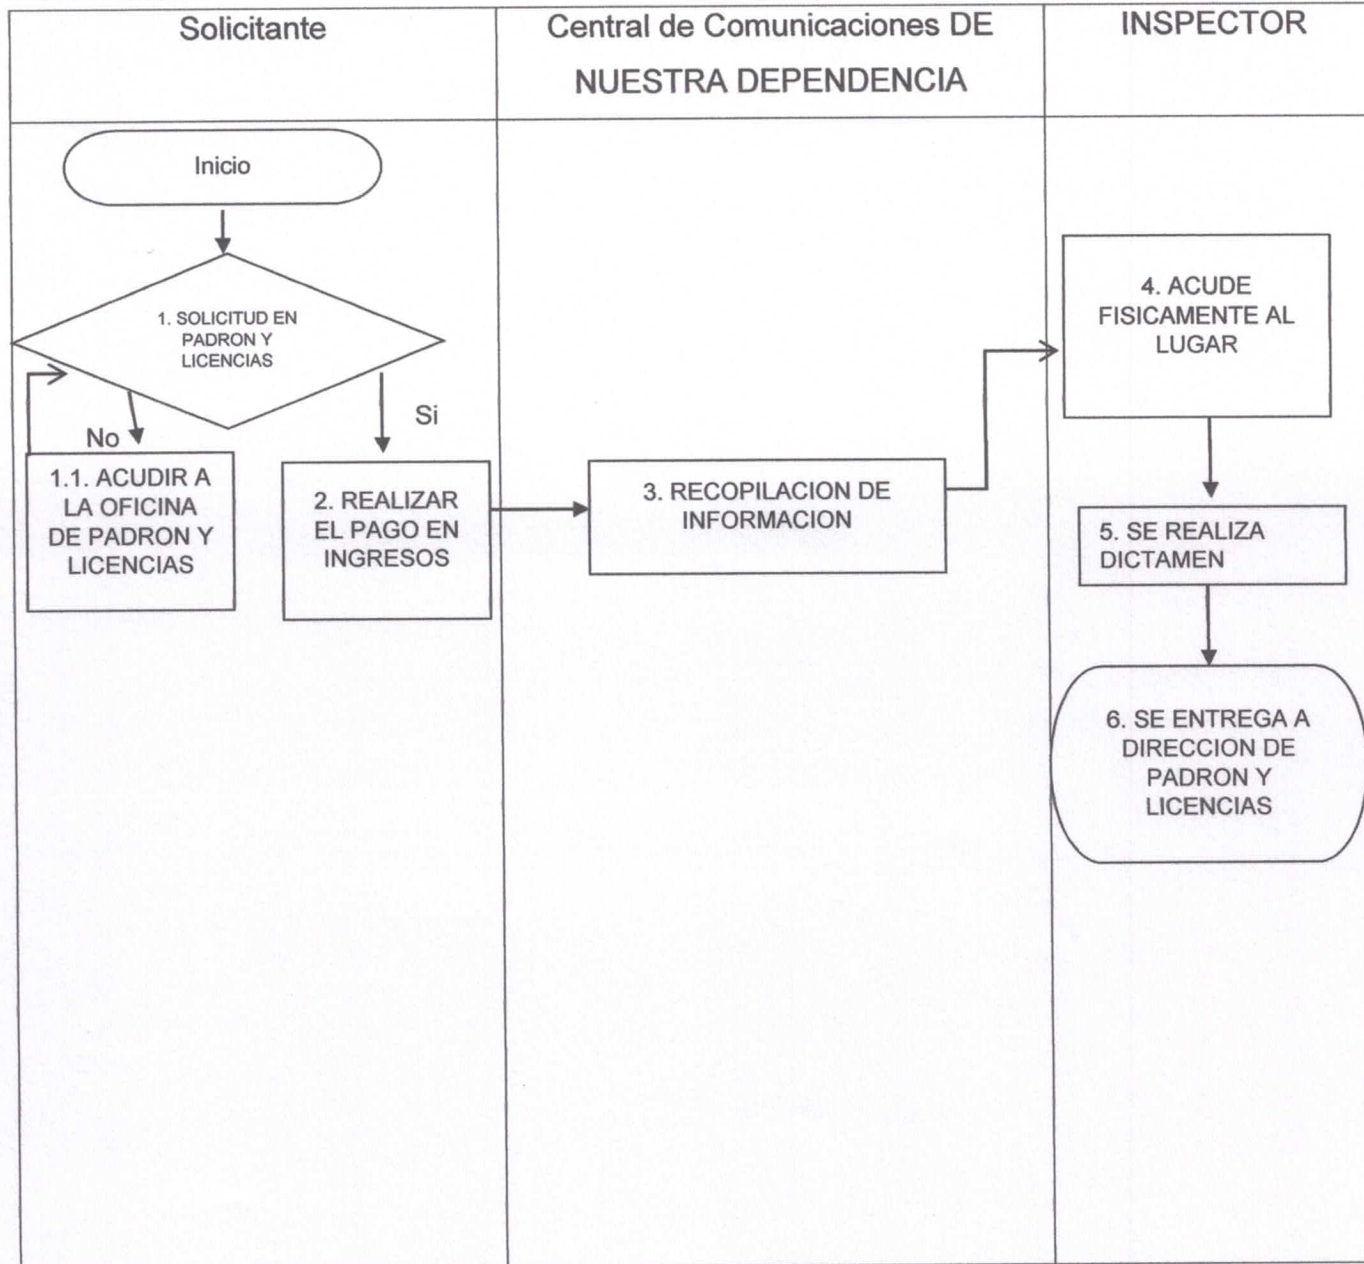 Solicitante
Central de Comunicaciones DE
NUESTRA DEPENDENCIA
INSPECTOR
Inicio
1. SOLICITUD EN
PADRON Y
LICENCIAS
No
Si
1.1. ACUDIR A
LA OFICINA
DE PADRON Y
LICENCIAS
2. REALIZAR
EL PAGO EN
INGRESOS
3. RECOPILACION DE
INFORMACION
4. ACUDE
FISICAMENTE AL
LUGAR
5. SE REALIZA
DICTAMEN
6. SE ENTREGA A
DIRECCION DE
PADRON Y
LICENCIAS